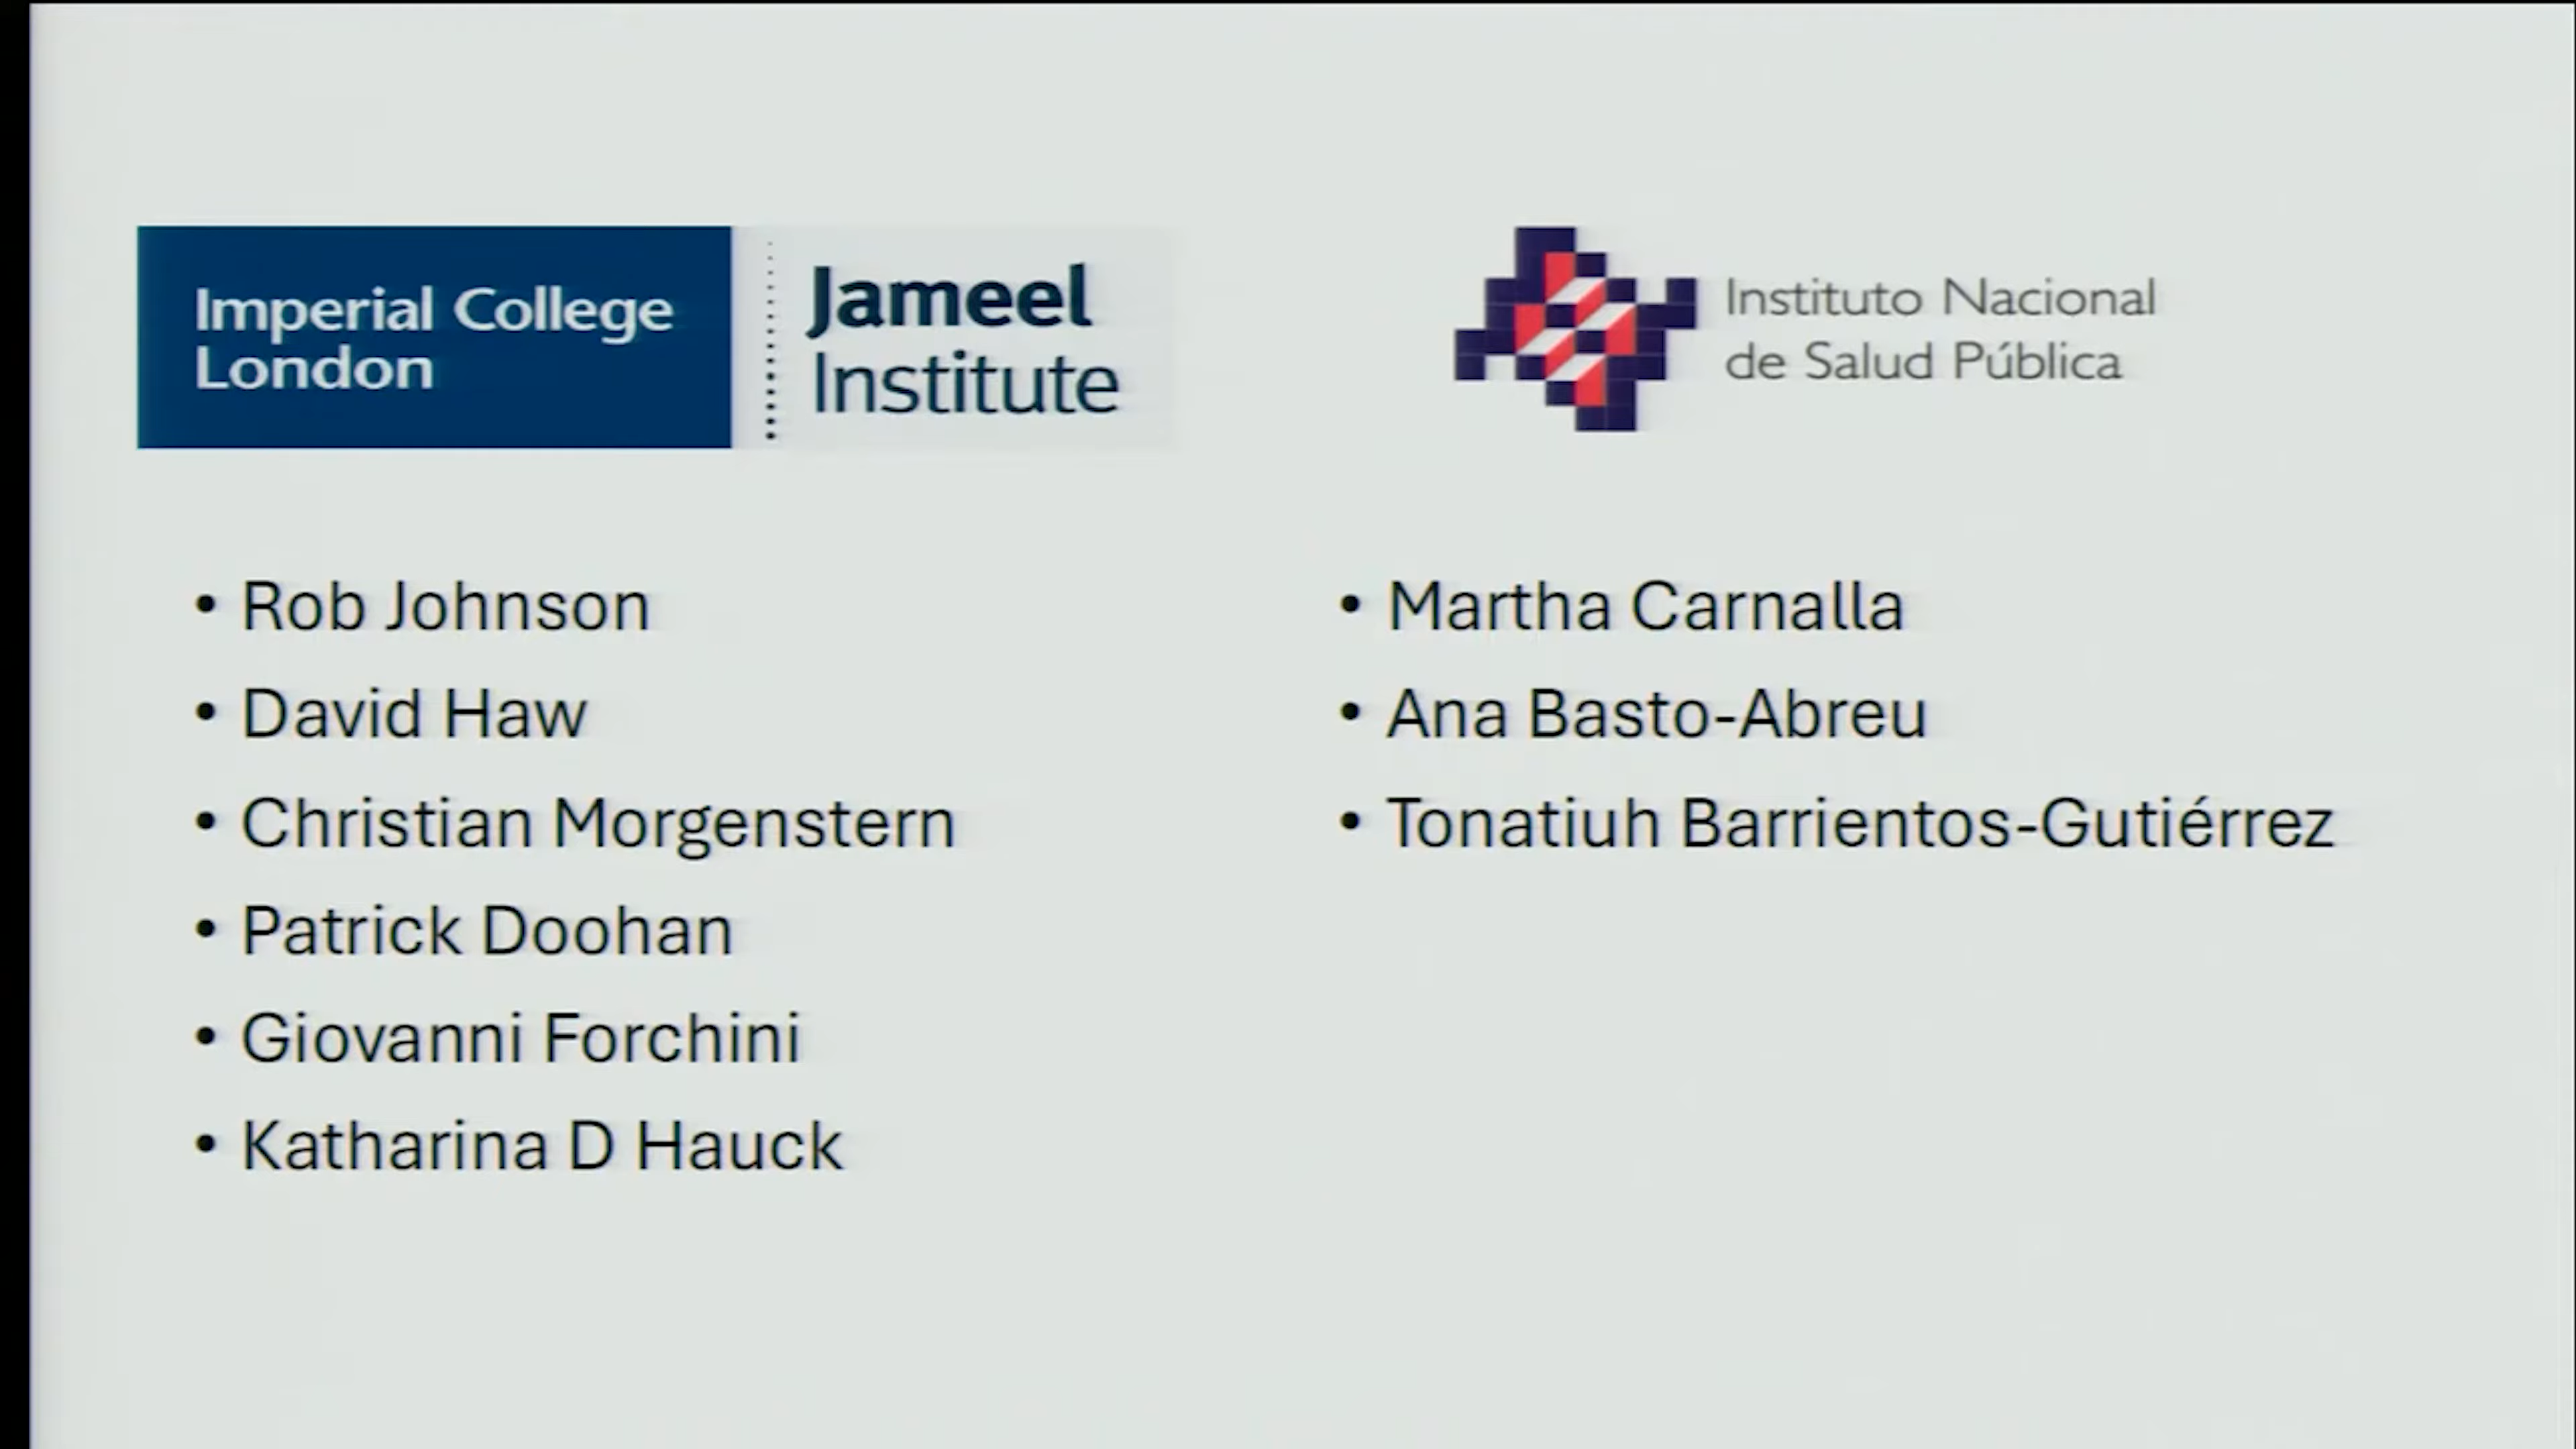 Imperial College
London
Jameel
Institute
Instituto Nacional
de Salud Pública
• Rob Johnson
• David Haw
• Christian Morgenstern
• Patrick Doohan
• Giovanni Forchini
• Katharina D Hauck
• Martha Carnalla
• Ana Basto-Abreu
• Tonatiuh Barrientos-Gutiérrez